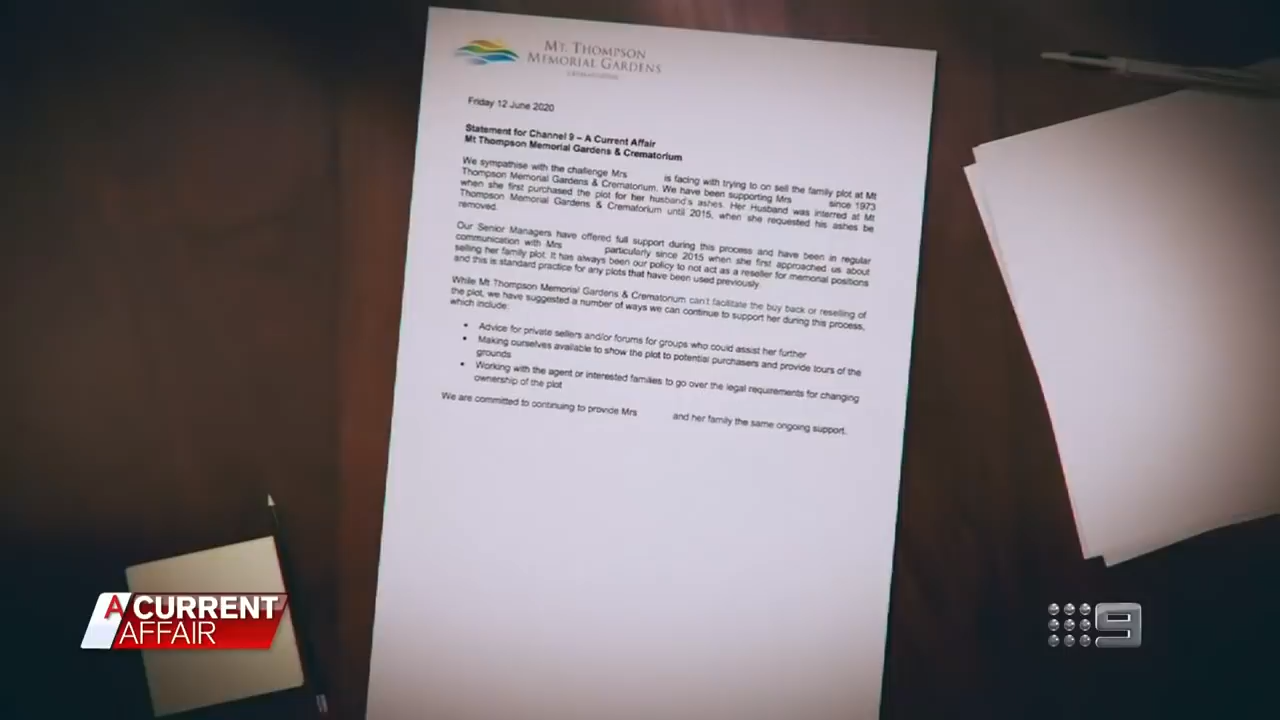 MT. THOMPSON
MEMORIAL GARDENS
Friday 12 June 2020
Statement for Channel 9 – A Current Affair
Mt Thompson Memorial Gardens & Crematorium
We sympathise with the challenge Mrs is facing with trying to on sell the family plot at Mt
Thompson Memorial Gardens & Crematorium. We have been supporting Mrs since 1973
when she first purchased the plot for her husband's ashes. Her Husband was interred at Mt
Thompson Memorial Gardens & Crematorium until 2015, when she requested his ashes be
removed.
Our Senior Managers have offered full support during this process and have been in regular
communication with Mrs particularly since 2015 when she first approached us about
selling her family plot. It has always been our policy to not act as a reseller for memorial positions
and this is standard practice for any plots that have been used previously.
While Mt Thompson Memorial Gardens & Crematorium can't facilitate the buy back or reselling of
the plot, we have suggested a number of ways we can continue to support her during this process,
which include:
• Advice for private sellers and/or forums for groups who could assist her further
• Making ourselves available to show the plot to potential purchasers and provide tours of the
grounds
• Working with the agent or interested families to go over the legal requirements for changing
ownership of the plot
We are committed to continuing to provide Mrs and her family the same ongoing support.
A CURRENT
AFFAIR
9